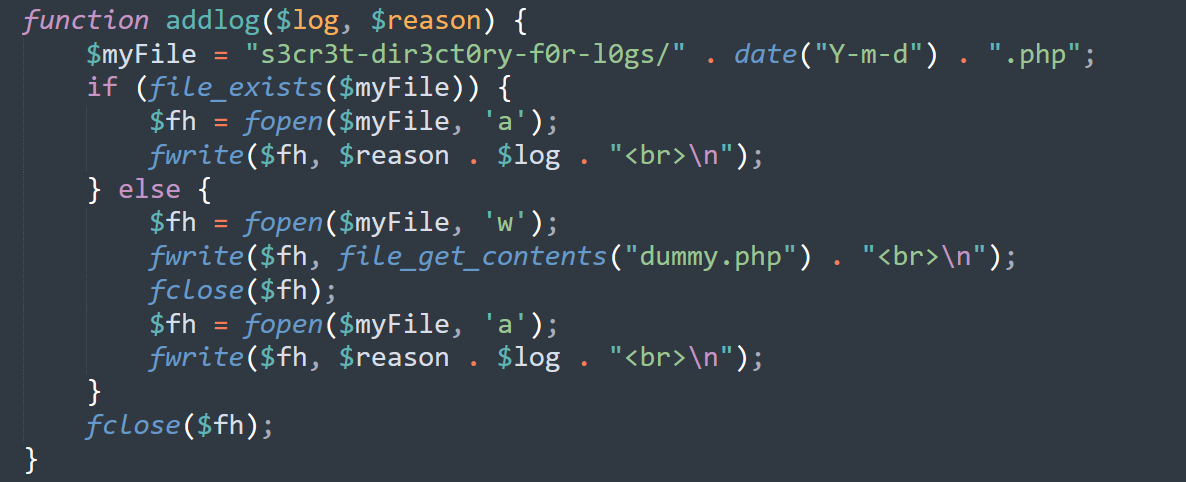 function addlog($log, $reason) {
    $myFile = "s3cr3t-dir3ct0ry-f0r-l0gs/" . date("Y-m-d") . ".php";
    if (file_exists($myFile)) {
        $fh = fopen($myFile, 'a');
        fwrite($fh, $reason . $log . "<br>\n");
    } else {
        $fh = fopen($myFile, 'w');
        fwrite($fh, file_get_contents("dummy.php") . "<br>\n");
        fclose($fh);
        $fh = fopen($myFile, 'a');
        fwrite($fh, $reason . $log . "<br>\n");
    }
    fclose($fh);
}